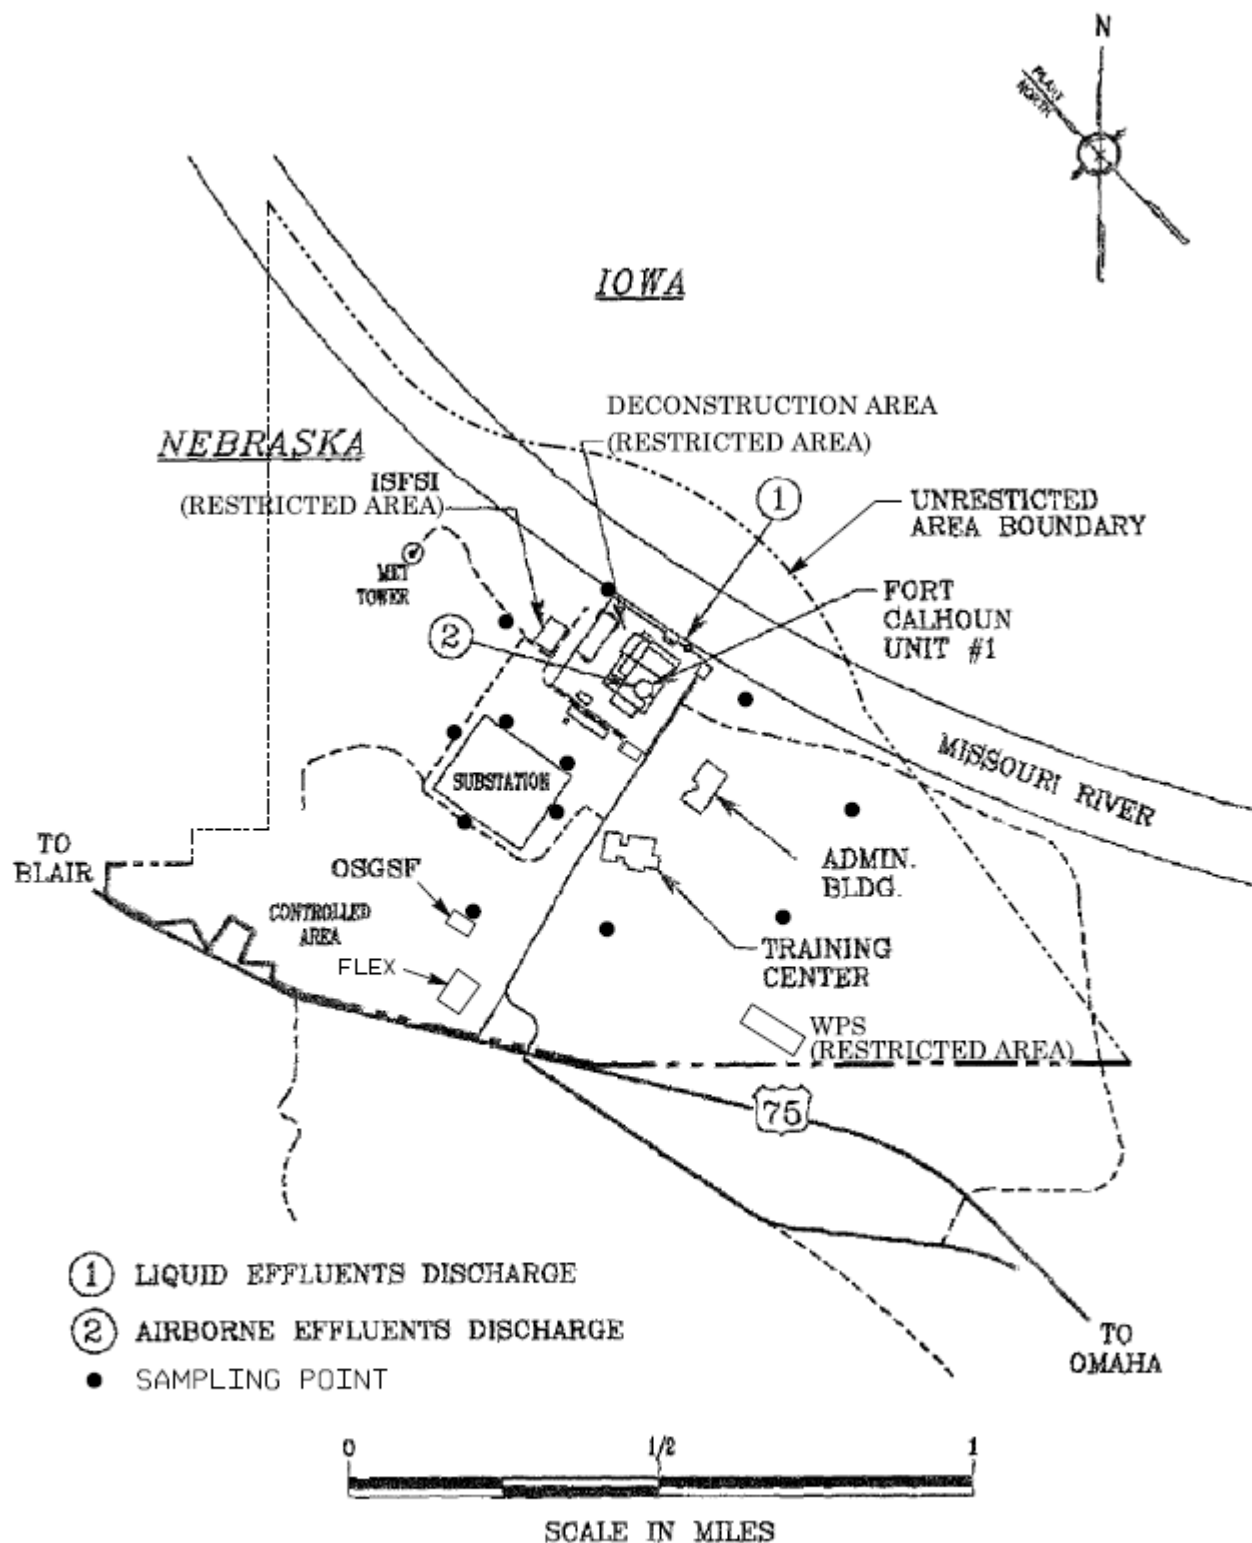 N
PLANT
NORTH
IOWA
DECONSTRUCTION AREA
(RESTRICTED AREA)
NEBRASKA
ISFSI
(RESTRICTED AREA)
1
UNRESTICTED
AREA BOUNDARY
MET
TOWER
FORT
CALHOUN
UNIT #1
2
MISSOURI RIVER
SUBSTATION
TO
BLAIR
ADMIN.
BLDG.
OSGSF
CONTROLLED
AREA
TRAINING
CENTER
FLEX
WPS
(RESTRICTED AREA)
75
1 LIQUID EFFLUENTS DISCHARGE
2 AIRBORNE EFFLUENTS DISCHARGE
SAMPLING POINT
TO
OMAHA
0 1/2 1
SCALE IN MILES